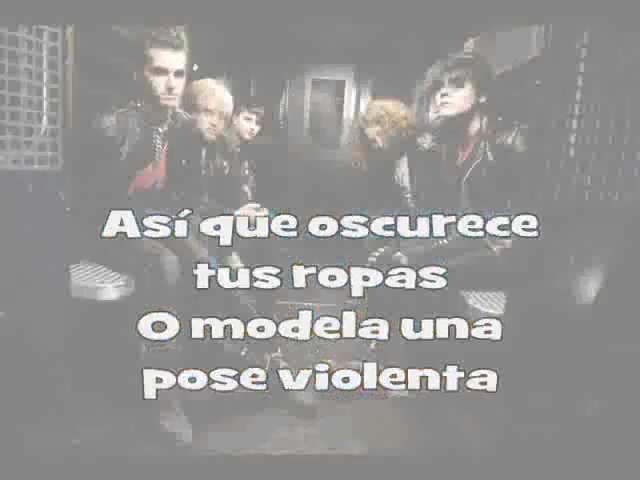 Así que oscurece
tus ropas
O modela una
pose violenta